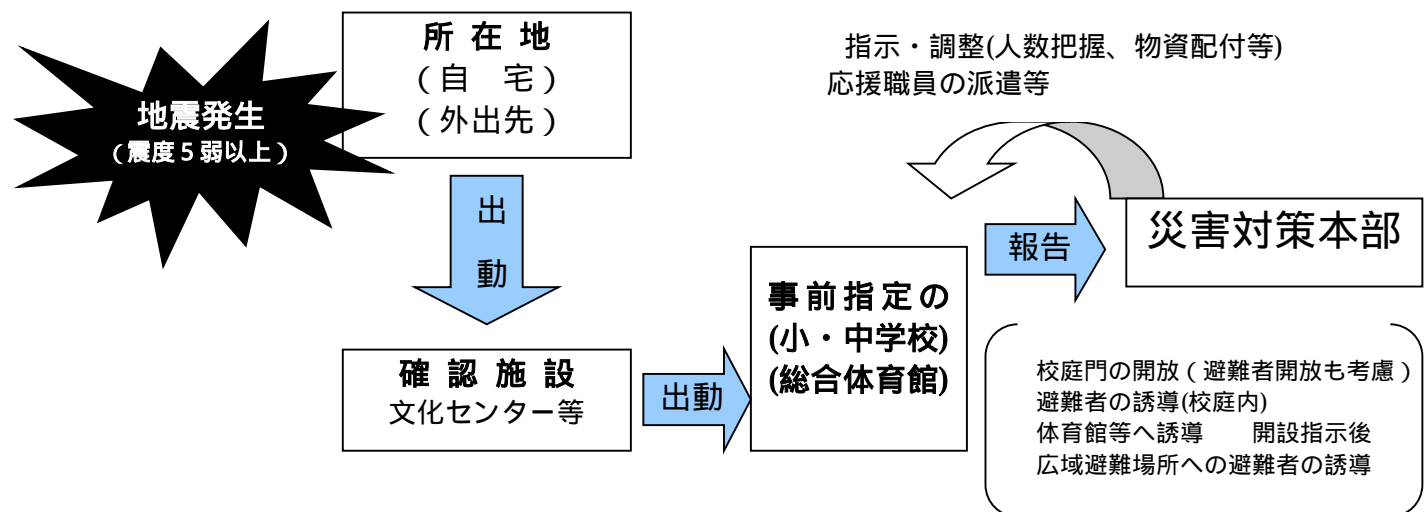 地震発生
(震度5弱以上)
所在地
(自 宅)
(外出先)
出動
確認施設
文化センター等
出動
事前指定の
(小・中学校)
(総合体育館)
報告
指示・調整(人数把握、物資配付等)
応援職員の派遣等
災害対策本部
校庭門の開放(避難者開放も考慮)
避難者の誘導(校庭内)
体育館等へ誘導 開設指示後
広域避難場所への避難者の誘導